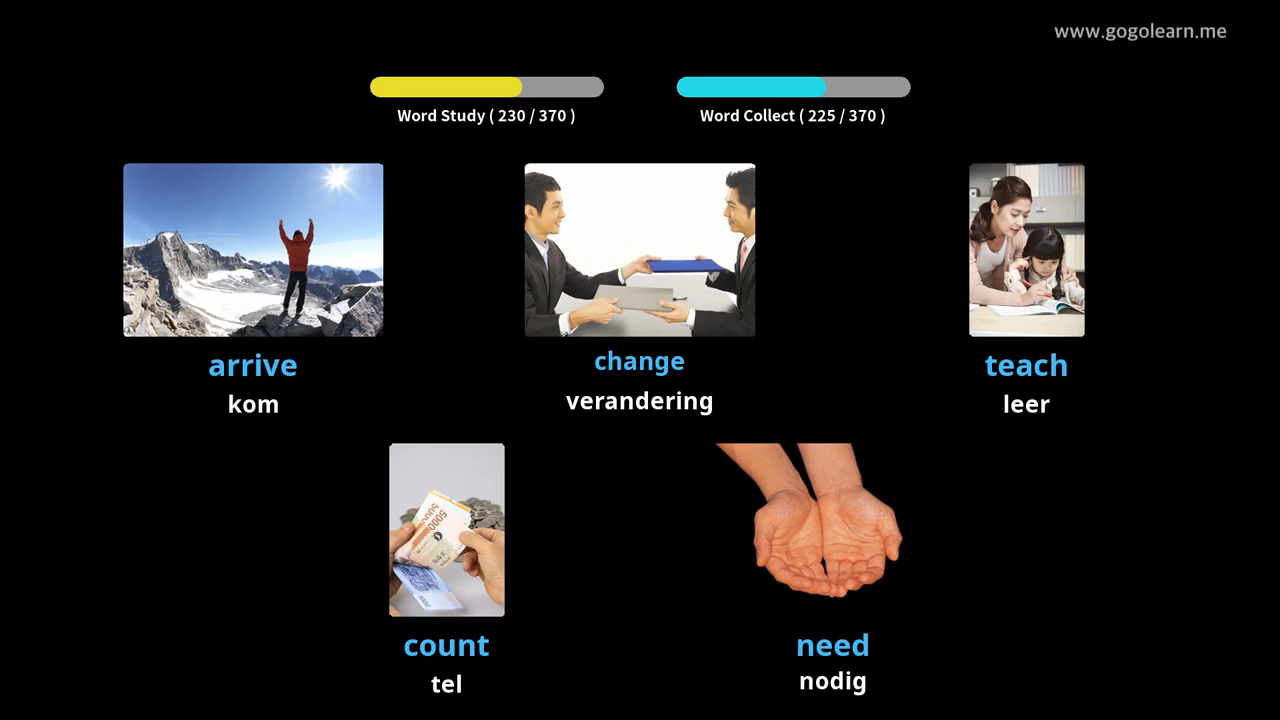 www.gogolearn.me
Word Study ( 230 / 370 )
Word Collect ( 225 / 370 )
arrive
kom
change
verandering
teach
leer
5000
count
tel
need
nodig